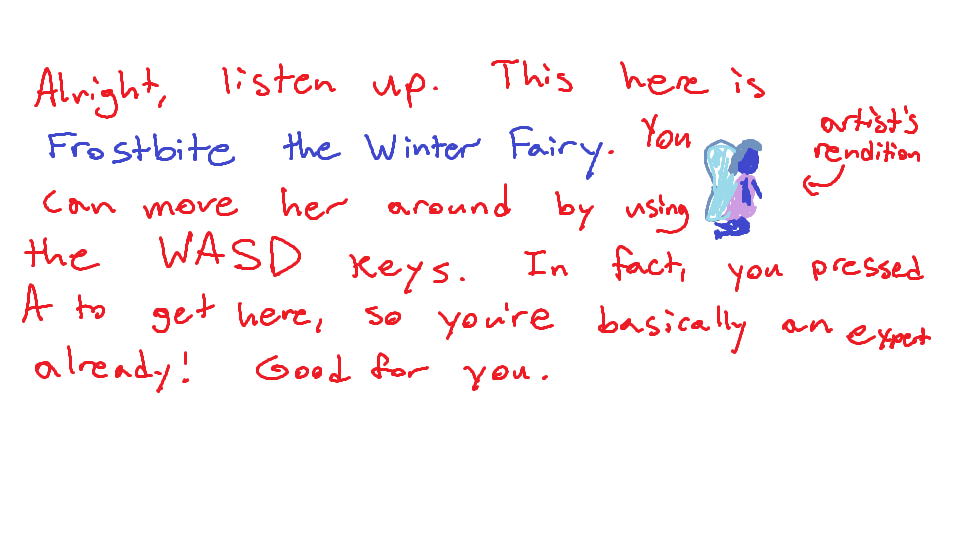 Alright, listen up. This here is
Frostbite the Winter Fairy. You
artist's
rendition
can move her around by using
the WASD keys. In fact, you pressed
A to get here, so you're basically an expert
already! Good for you.